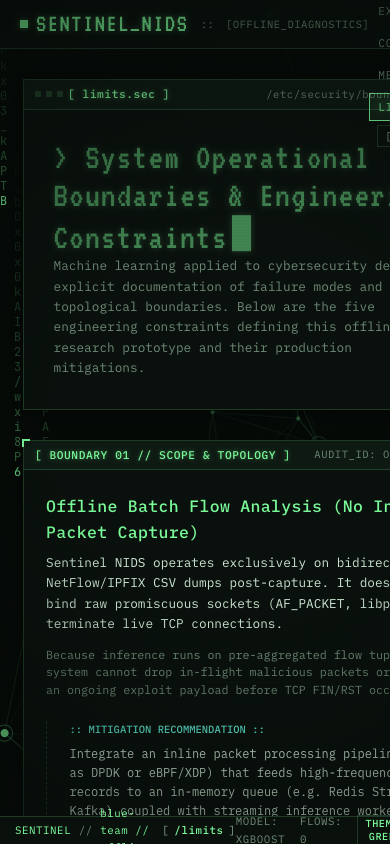 SENTINEL_NIDS :: [OFFLINE_DIAGNOSTICS]
[ limits.sec ] /etc/security/boun
> System Operational
Boundaries & Engineer
Constraints
Machine learning applied to cybersecurity de
explicit documentation of failure modes and
topological boundaries. Below are the five
engineering constraints defining this offlin
research prototype and their production
mitigations.
[ BOUNDARY 01 // SCOPE & TOPOLOGY ] AUDIT_ID: O
Offline Batch Flow Analysis (No In
Packet Capture)
Sentinel NIDS operates exclusively on bidirec
NetFlow/IPFIX CSV dumps post-capture. It does
bind raw promiscuous sockets (AF_PACKET, libp
terminate live TCP connections.
Because inference runs on pre-aggregated flow tup
system cannot drop in-flight malicious packets or
an ongoing exploit payload before TCP FIN/RST occ
:: MITIGATION RECOMMENDATION ::
Integrate an inline packet processing pipelin
as DPDK or eBPF/XDP) that feeds high-frequenc
records to an in-memory queue (e.g. Redis Str
Kafka) coupled with streaming inference worke
SENTINEL // blue-team // [ /limits ] MODEL: XGBOOST FLOWS: 0 THEM GREE